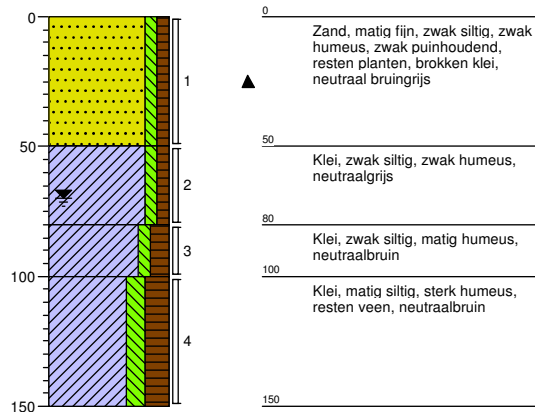 0
50
100
150
1
2
3
4
0
Zand, matig fijn, zwak siltig, zwak
humeus, zwak puinhoudend,
resten planten, brokken klei,
neutraal bruingrijs
50
Klei, zwak siltig, zwak humeus,
neutraalgrijs
80
Klei, zwak siltig, matig humeus,
neutraalbruin
100
Klei, matig siltig, sterk humeus,
resten veen, neutraalbruin
150